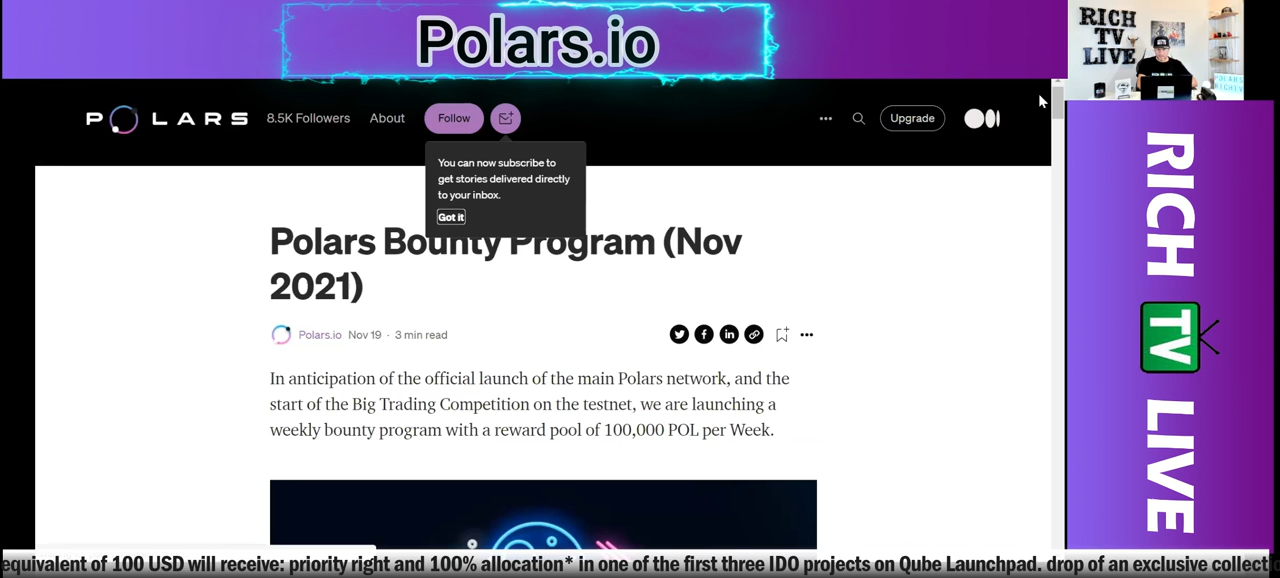 Polars.io
RICH
TV
LIVE
POLARS
8.5K Followers
About
Follow
Upgrade
You can now subscribe to
get stories delivered directly
to your inbox.
Got it
Polars Bounty Program (Nov
2021)
Polars.io Nov 19 · 3 min read
In anticipation of the official launch of the main Polars network, and the
start of the Big Trading Competition on the testnet, we are launching a
weekly bounty program with a reward pool of 100,000 POL per Week.
RICH TV LIVE
equivalent of 100 USD will receive: priority right and 100% allocation* in one of the first three IDO projects on Qube Launchpad. drop of an exclusive collect